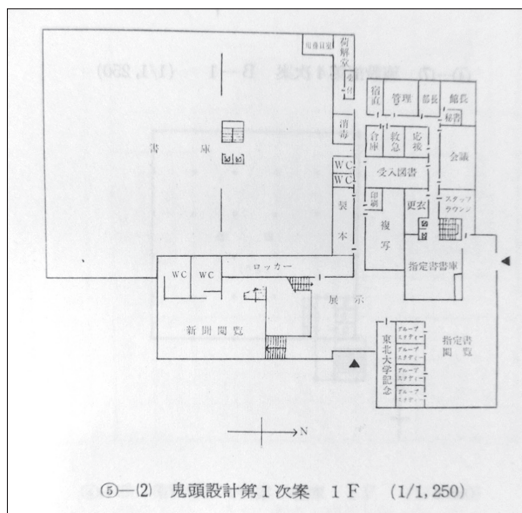 用務員室
荷解室
宿直
管理
部長
館長
秘書
書庫
消毒
倉庫
救急
応接
会議
WC
受入図書
WC
印刷
更衣
スタッフ
ラウンジ
製本
複写
指定書書庫
WC
WC
ロッカー
展示
新聞閲覧
東北大学記念
グループ
スタディー
グループ
スタディー
グループ
スタディー
グループ
スタディー
指定書
閲覧
N
⑤—(2) 鬼頭設計第1次案 1F (1/1,250)